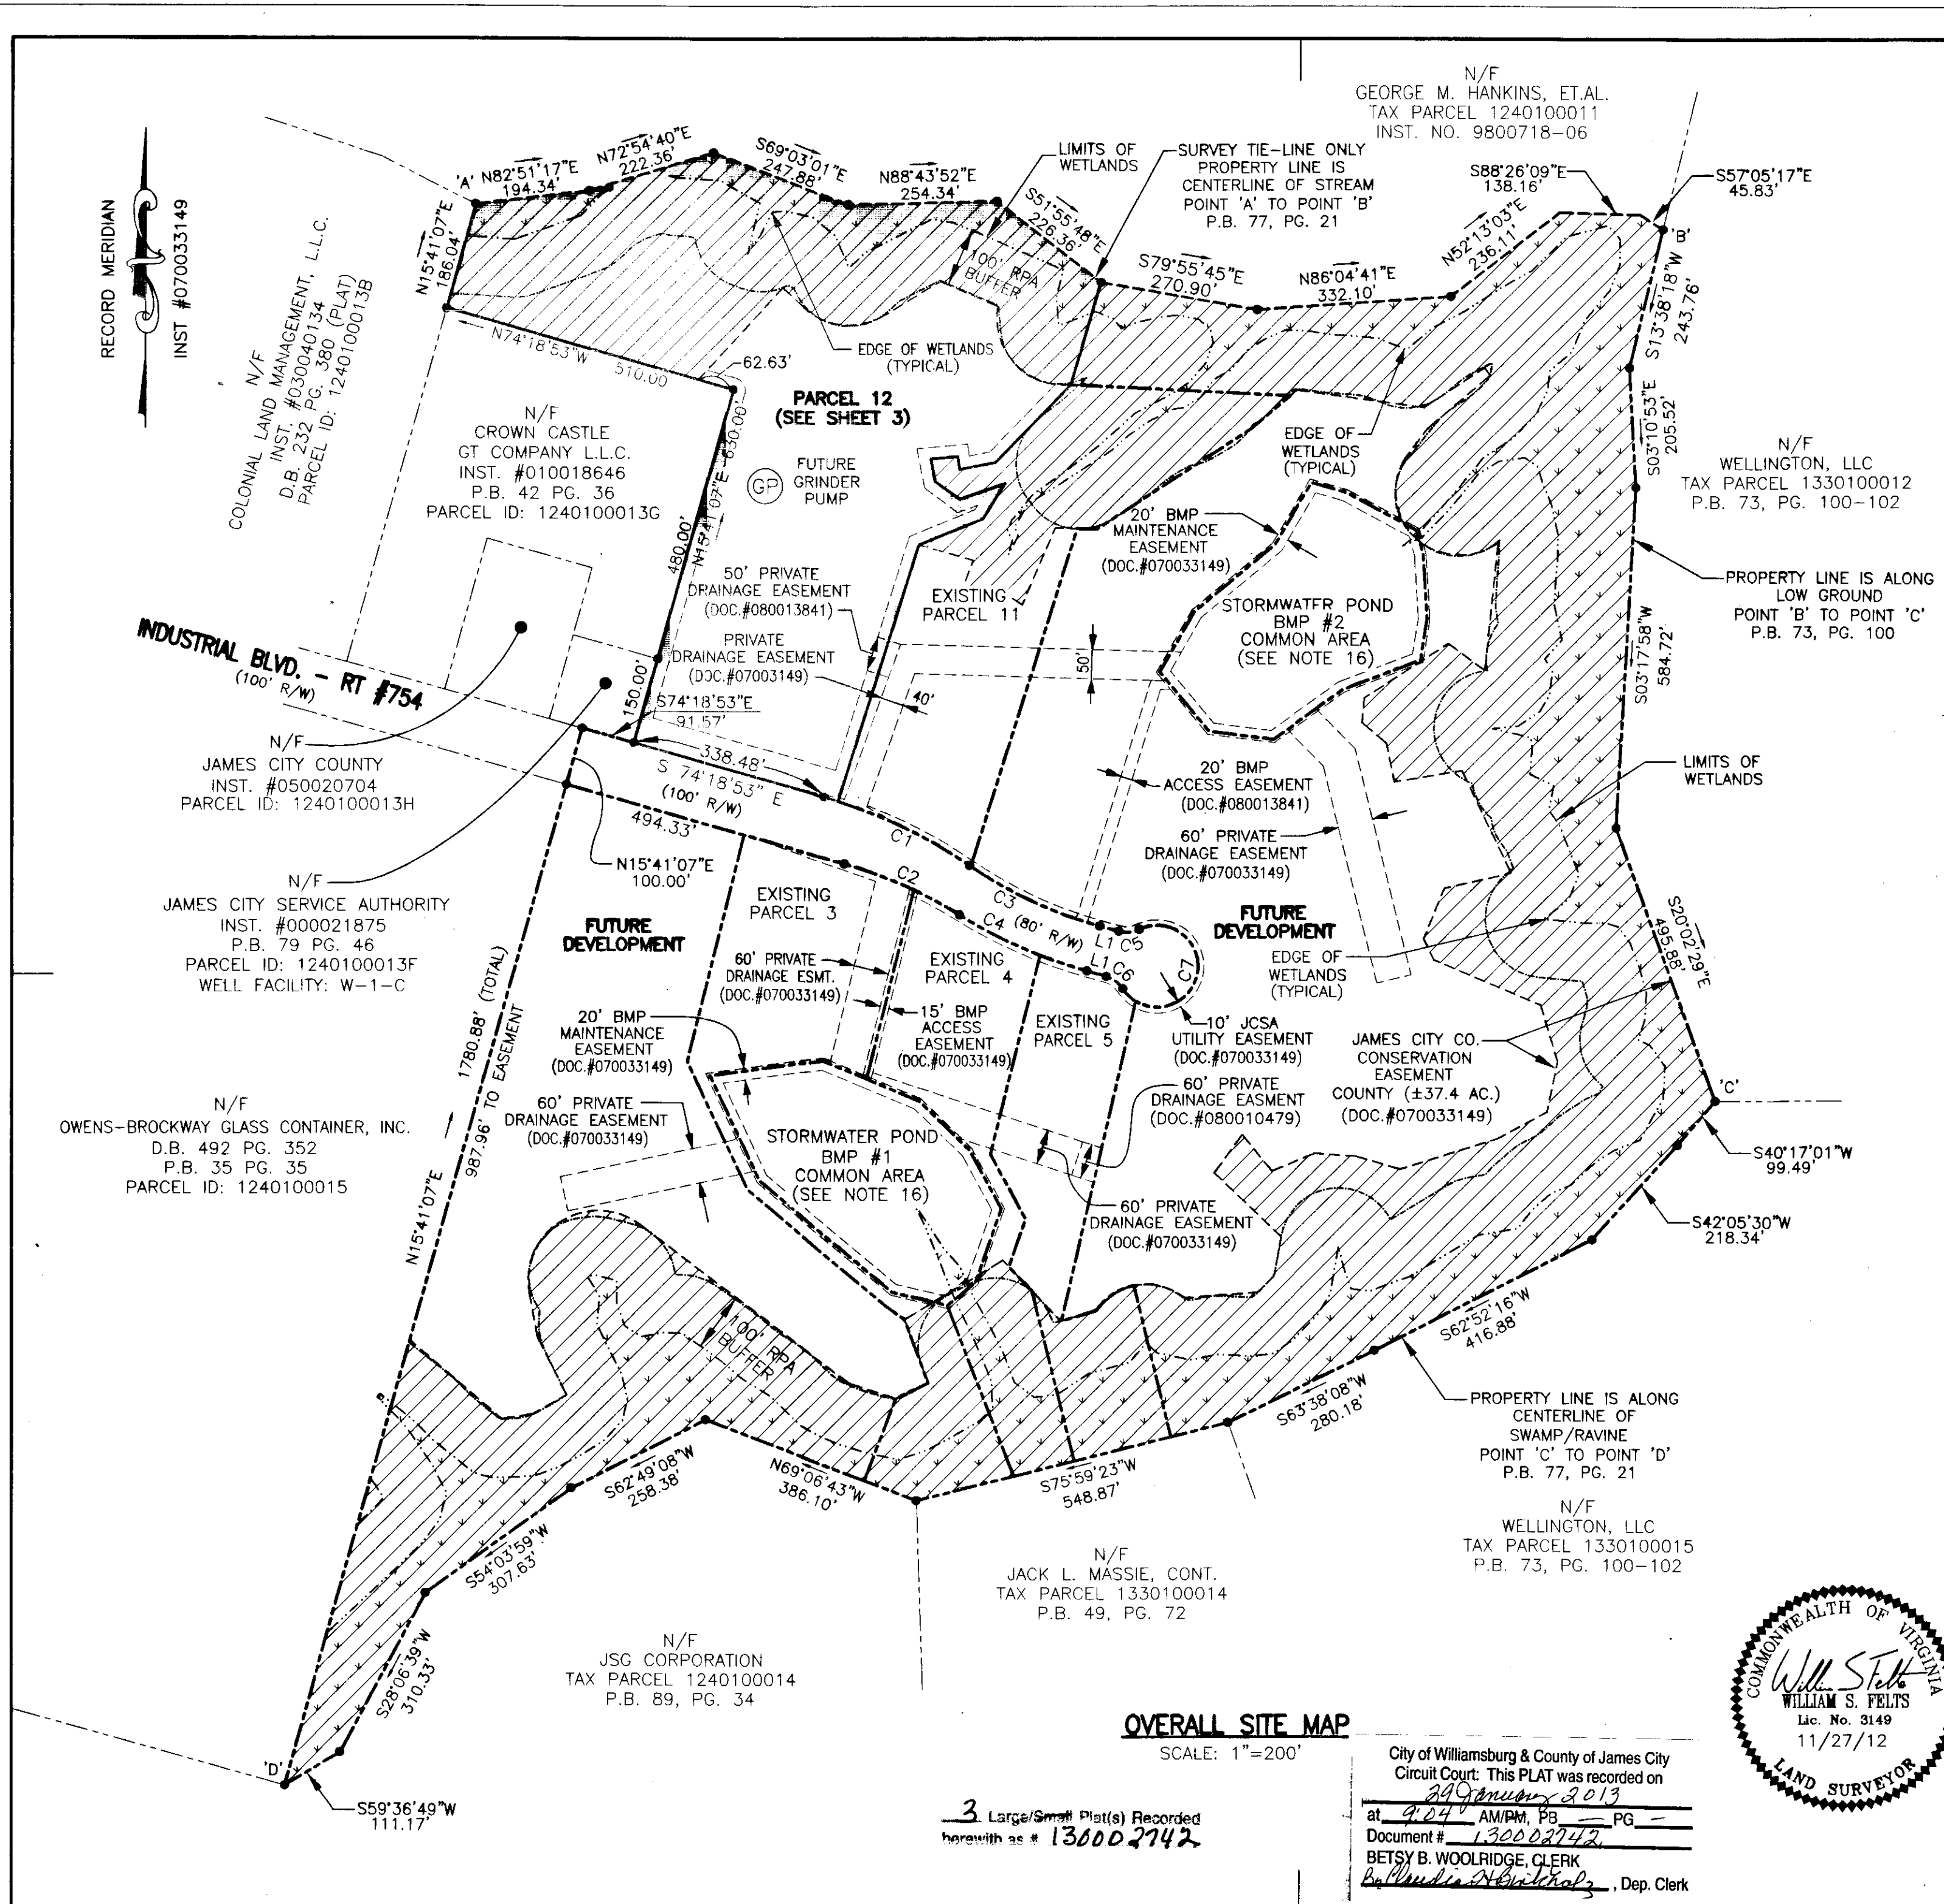 RECORD MERIDIAN
INST #070033149
N/F
GEORGE M. HANKINS, ET.AL.
TAX PARCEL 1240100011
INST. NO. 9800718-06
'A'
N82°51'17"E
194.34'
N72°54'40"E
222.36'
S69°03'01"E
247.88'
N88°43'52"E
254.34'
LIMITS OF
WETLANDS
SURVEY TIE-LINE ONLY
PROPERTY LINE IS
CENTERLINE OF STREAM
POINT 'A' TO POINT 'B'
P.B. 77, PG. 21
S51°55'48"E
226.36'
S79°55'45"E
270.90'
N86°04'41"E
332.10'
N52°13'03"E
236.11'
S88°26'09"E
138.16'
S57°05'17"E
45.83'
'B'
S13°38'18"W
243.76'
S03°10'53"E
205.52'
N/F
WELLINGTON, LLC
TAX PARCEL 1330100012
P.B. 73, PG. 100-102
PROPERTY LINE IS ALONG
LOW GROUND
POINT 'B' TO POINT 'C'
P.B. 73, PG. 100
S03°17'58"W
584.72'
N15°41'07"E
186.04'
N/F
COLONIAL LAND MANAGEMENT, L.L.C.
INST. #030040134
D.B. 232 PG. 380 (PLAT)
PARCEL ID: 1240100013B
N74°18'53"W
510.00
62.63'
100' RPA
BUFFER
EDGE OF WETLANDS
(TYPICAL)
PARCEL 12
(SEE SHEET 3)
N/F
CROWN CASTLE
GT COMPANY L.L.C.
INST. #010018646
P.B. 42 PG. 36
PARCEL ID: 1240100013G
GP
FUTURE
GRINDER
PUMP
N15°41'07"E 630.00'
480.00'
150.00'
EDGE OF
WETLANDS
(TYPICAL)
20' BMP
MAINTENANCE
EASEMENT
(DOC.#070033149)
50' PRIVATE
DRAINAGE EASEMENT
(DOC.#080013841)
EXISTING
PARCEL 11
STORMWATER POND
BMP #2
COMMON AREA
(SEE NOTE 16)
PRIVATE
DRAINAGE EASEMENT
(DOC.#07003149)
50'
40'
INDUSTRIAL BLVD. - RT #754
(100' R/W)
S74°18'53"E
91.57'
338.48'
S 74°18'53" E
(100' R/W)
494.33'
N/F
JAMES CITY COUNTY
INST. #050020704
PARCEL ID: 1240100013H
20' BMP
ACCESS EASEMENT
(DOC.#080013841)
LIMITS OF
WETLANDS
60' PRIVATE
DRAINAGE EASEMENT
(DOC.#070033149)
N15°41'07"E
100.00'
C1
C2
C3
C4
(80' R/W)
L1 C5
L1 C6
C7
N/F
JAMES CITY SERVICE AUTHORITY
INST. #000021875
P.B. 79 PG. 46
PARCEL ID: 1240100013F
WELL FACILITY: W-1-C
FUTURE
DEVELOPMENT
EXISTING
PARCEL 3
FUTURE
DEVELOPMENT
EDGE OF
WETLANDS
(TYPICAL)
S20°02'29"E
495.88'
60' PRIVATE
DRAINAGE ESMT.
(DOC.#070033149)
EXISTING
PARCEL 4
15' BMP
ACCESS
EASEMENT
(DOC.#070033149)
EXISTING
PARCEL 5
10' JCSA
UTILITY EASEMENT
(DOC.#070033149)
JAMES CITY CO.
CONSERVATION
EASEMENT
COUNTY (±37.4 AC.)
(DOC.#070033149)
20' BMP
MAINTENANCE
EASEMENT
(DOC.#070033149)
60' PRIVATE
DRAINAGE EASMENT
(DOC.#080010479)
'C'
S40°17'01"W
99.49'
60' PRIVATE
DRAINAGE EASEMENT
(DOC.#070033149)
STORMWATER POND
BMP #1
COMMON AREA
(SEE NOTE 16)
60' PRIVATE
DRAINAGE EASEMENT
(DOC.#070033149)
S42°05'30"W
218.34'
N/F
OWENS-BROCKWAY GLASS CONTAINER, INC.
D.B. 492 PG. 352
P.B. 35 PG. 35
PARCEL ID: 1240100015
N15°41'07"E
1780.88' (TOTAL)
987.96' TO EASEMENT
100' RPA
BUFFER
S62°52'16"W
416.88'
S63°38'08"W
280.18'
PROPERTY LINE IS ALONG
CENTERLINE OF
SWAMP/RAVINE
POINT 'C' TO POINT 'D'
P.B. 77, PG. 21
S75°59'23"W
548.87'
N69°06'43"W
386.10'
S62°49'08"W
258.38'
S54°03'59"W
307.63'
S28°06'39"W
310.33'
'D'
S59°36'49"W
111.17'
N/F
WELLINGTON, LLC
TAX PARCEL 1330100015
P.B. 73, PG. 100-102
N/F
JACK L. MASSIE, CONT.
TAX PARCEL 1330100014
P.B. 49, PG. 72
N/F
JSG CORPORATION
TAX PARCEL 1240100014
P.B. 89, PG. 34
OVERALL SITE MAP
SCALE: 1"=200'
COMMONWEALTH OF VIRGINIA
William S Felts
WILLIAM S. FELTS
Lic. No. 3149
11/27/12
LAND SURVEYOR
3 Large/Small Plat(s) Recorded
herewith as # 130002742
City of Williamsburg & County of James City
Circuit Court: This PLAT was recorded on
29 January 2013
at 9:04 AM/PM, PB — PG —
Document # 130002742
BETSY B. WOOLRIDGE, CLERK
By Claudia , Dep. Clerk